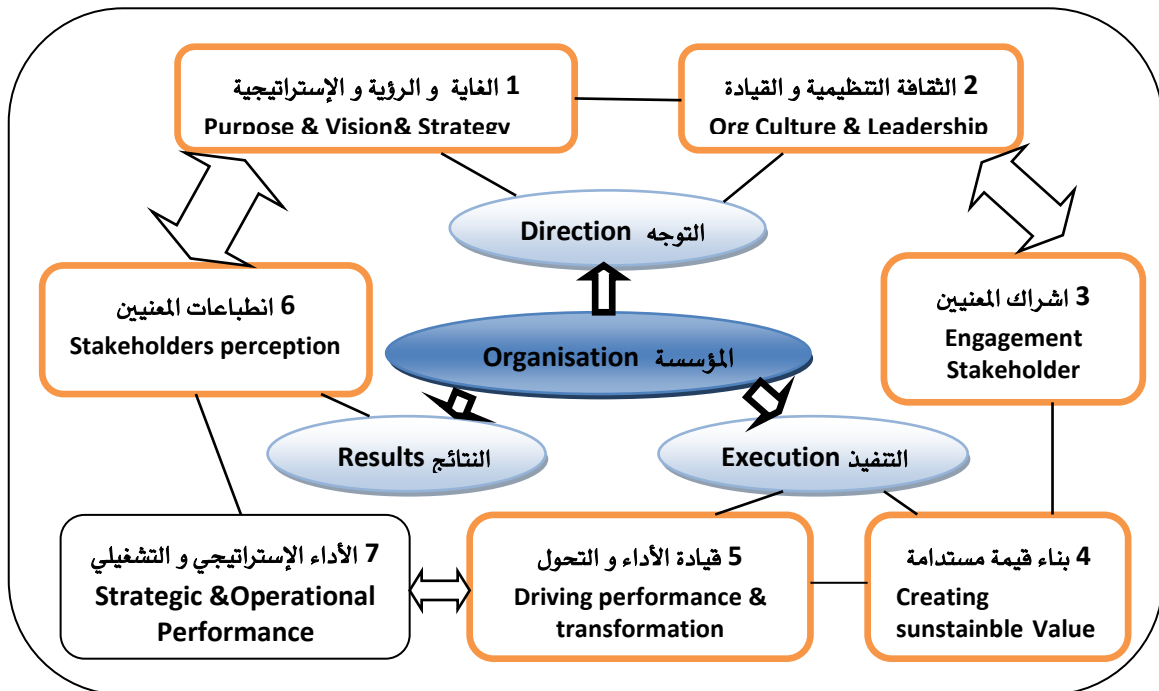 1 الغاية و الرؤية و الإستراتيجية
Purpose & Vision& Strategy
2 الثقافة التنظيمية و القيادة
Org Culture & Leadership
Direction التوجه
6 انطباعات المعنيين
Stakeholders perception
3 اشراك المعنيين
Engagement
Stakeholder
Organisation المؤسسة
Results النتائج
Execution التنفيذ
7 الأداء الإستراتيجي و التشغيلي
Strategic &Operational
Performance
5 قيادة الأداء و التحول
Driving performance &
transformation
4 بناء قيمة مستدامة
Creating
sunstainble Value